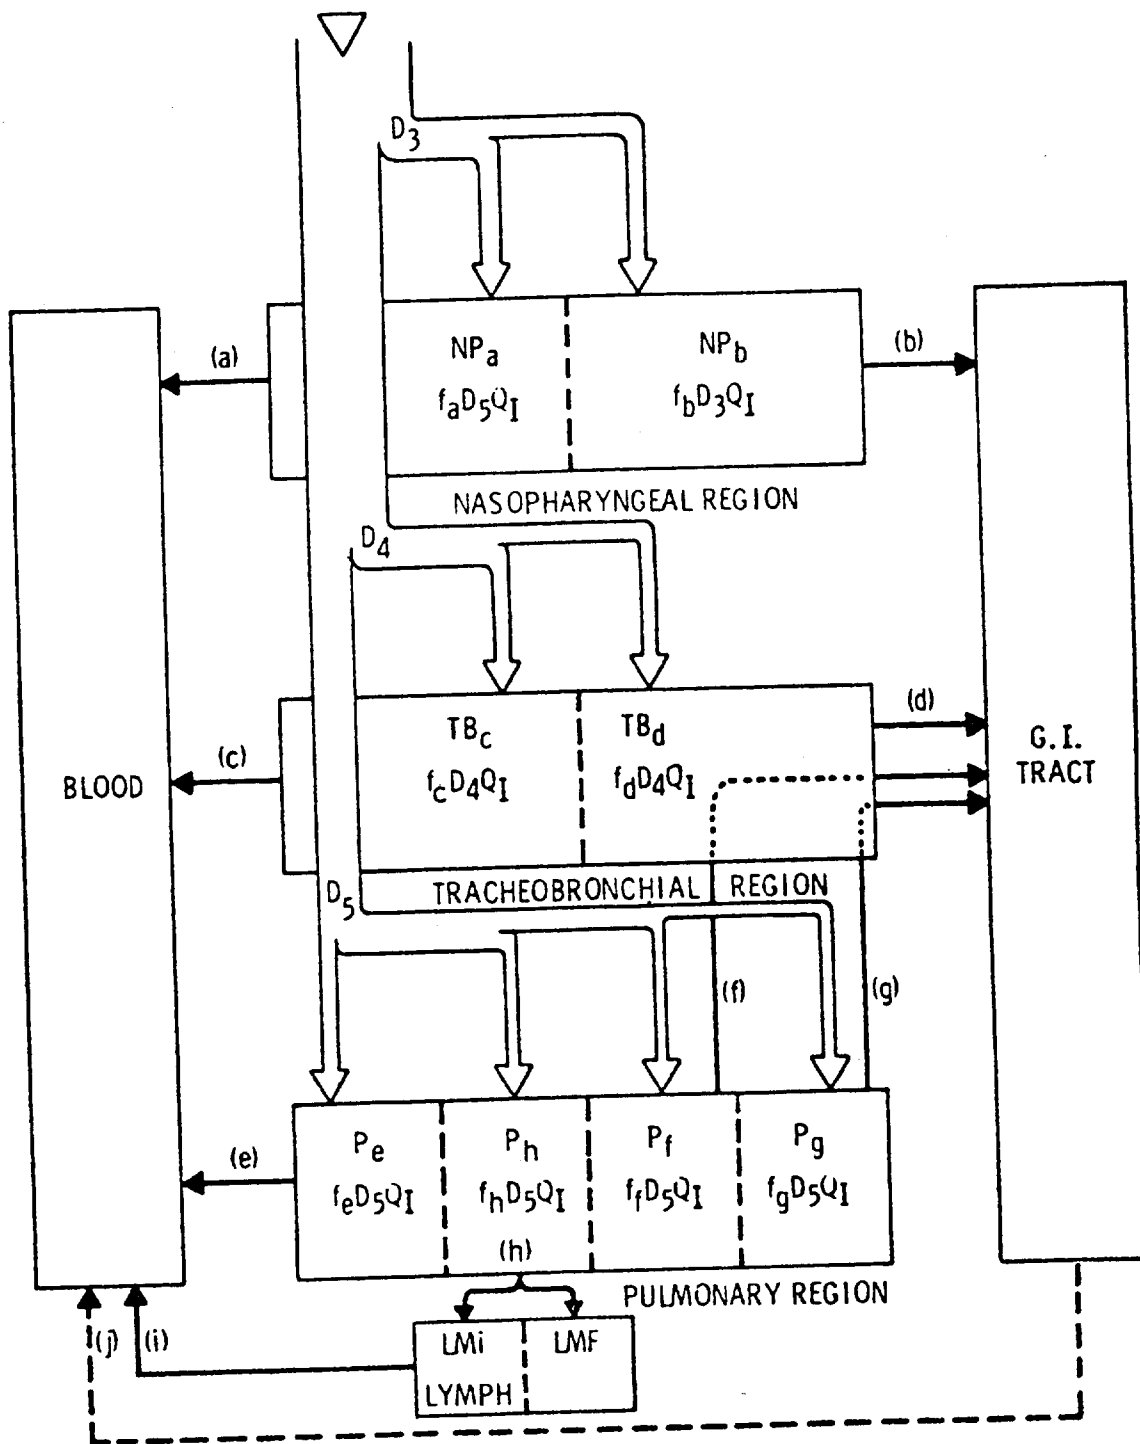 D3
(a)
NPa
faD5QI
NPb
fbD3QI
(b)
NASOPHARYNGEAL REGION
D4
BLOOD
(c)
TBc
fcD4QI
TBd
fdD4QI
(d)
G.I.
TRACT
TRACHEOBRONCHIAL REGION
D5
(f)
(g)
(e)
Pe
feD5QI
Ph
fhD5QI
(h)
Pf
ffD5QI
Pg
fgD5QI
PULMONARY REGION
(j)
(i)
LMi
LMF
LYMPH